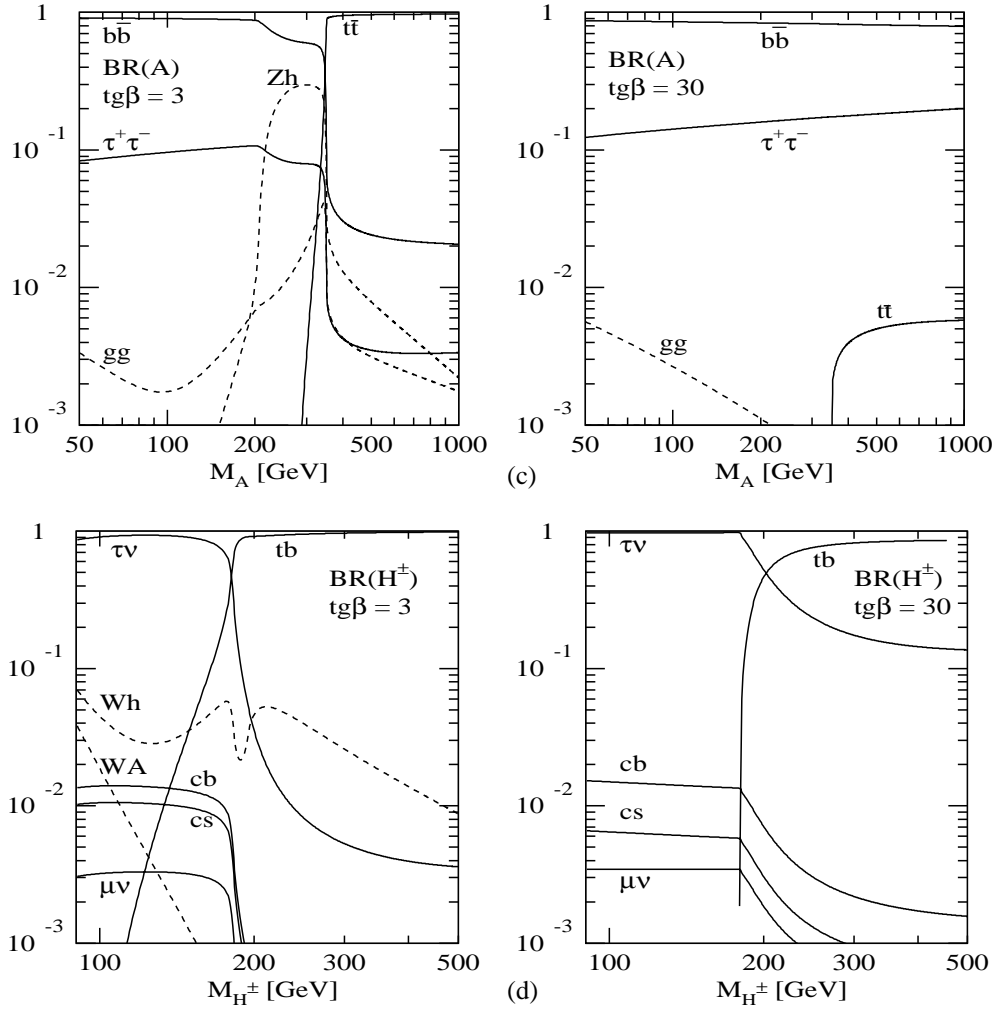 1
bb̅
tt̅
BR(A)
tgβ = 3
Zh
10⁻¹
τ⁺τ⁻
10⁻²
gg
10⁻³
50 100 200 500 1000
M_A [GeV]
1
bb̅
BR(A)
tgβ = 30
10⁻¹
τ⁺τ⁻
10⁻²
tt̅
gg
10⁻³
50 100 200 500 1000
M_A [GeV]
(c)
1
τν
tb
BR(H±)
tgβ = 3
10⁻¹
Wh
WA
cb
10⁻²
cs
μν
10⁻³
100 200 300 500
M_H± [GeV]
1
τν
tb
BR(H±)
tgβ = 30
10⁻¹
cb
10⁻²
cs
μν
10⁻³
100 200 300 500
M_H± [GeV]
(d)